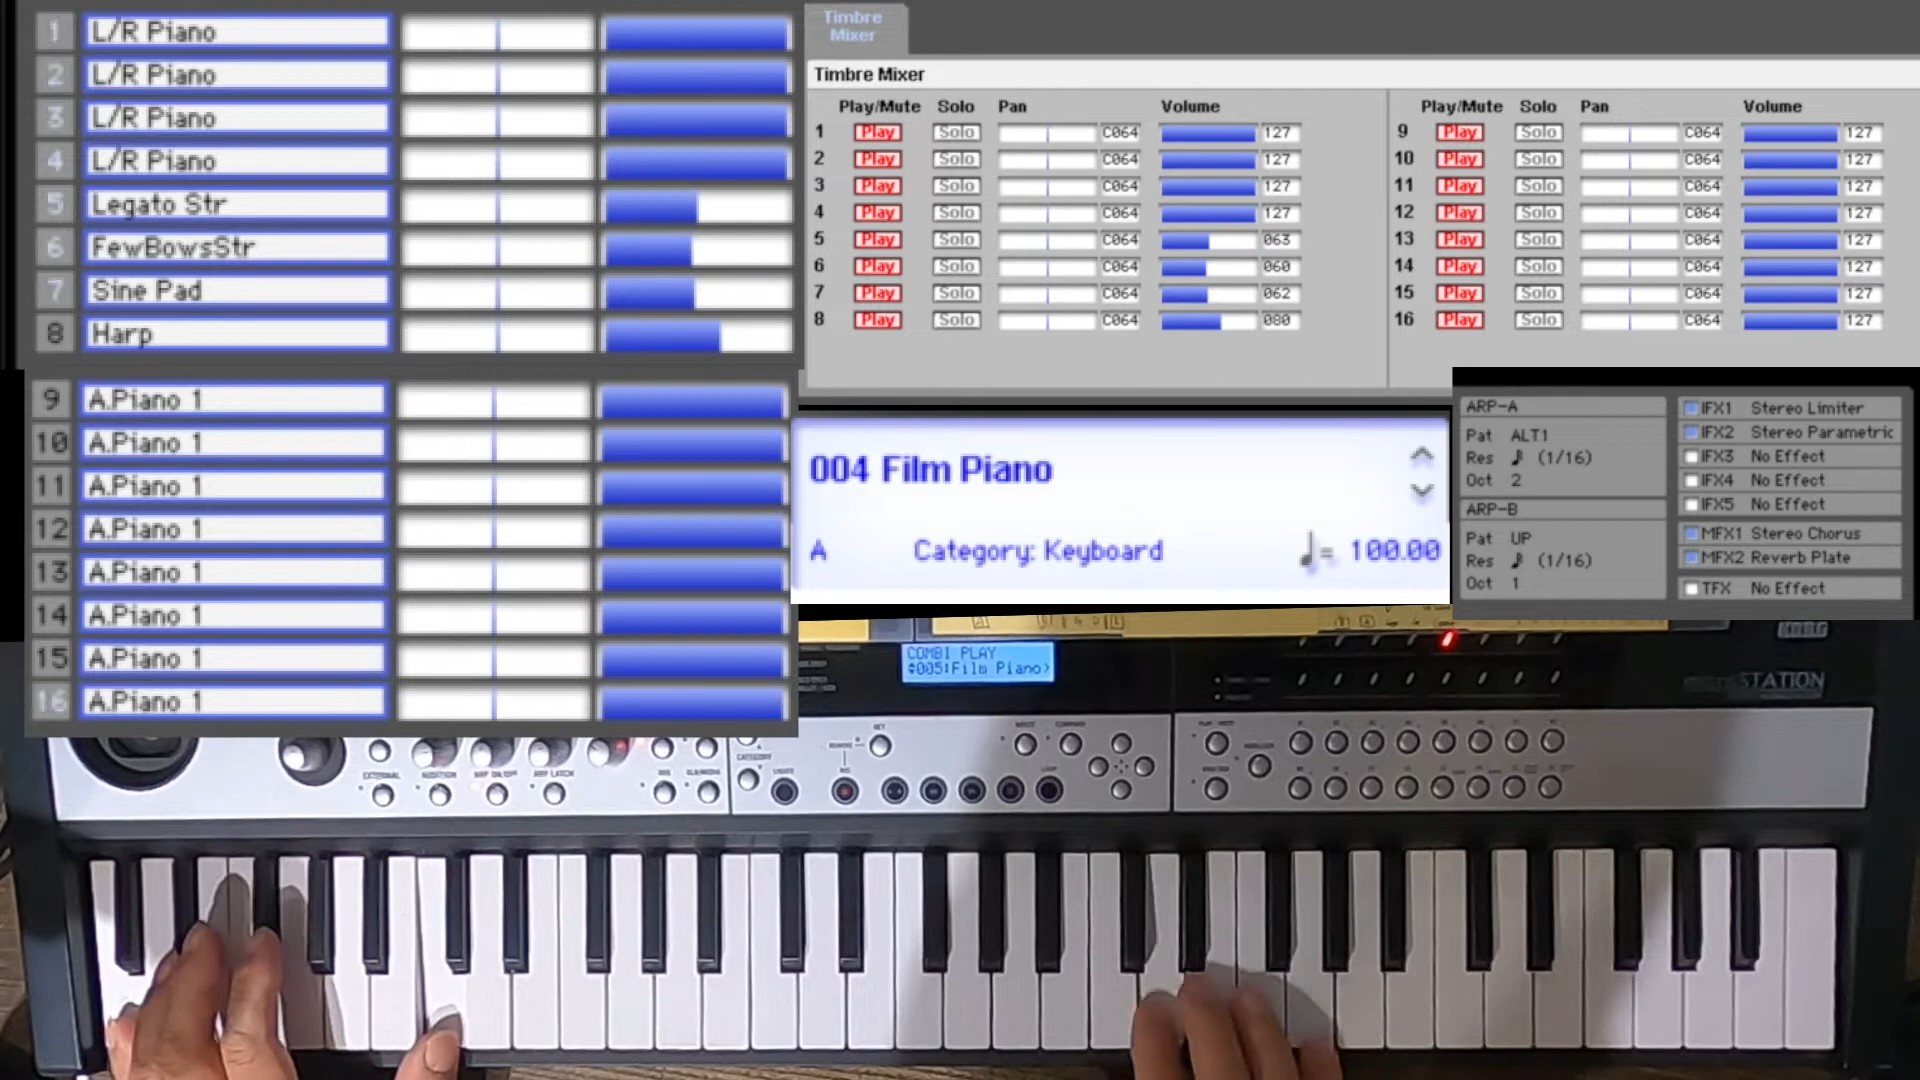 1 L/R Piano
2 L/R Piano
3 L/R Piano
4 L/R Piano
5 Legato Str
6 FewBowsStr
7 Sine Pad
8 Harp
9 A.Piano 1
10 A.Piano 1
11 A.Piano 1
12 A.Piano 1
13 A.Piano 1
14 A.Piano 1
15 A.Piano 1
16 A.Piano 1
Timbre
Mixer
Timbre Mixer
Play/Mute Solo Pan Volume
1 Play Solo C064 127
2 Play Solo C064 127
3 Play Solo C064 127
4 Play Solo C064 127
5 Play Solo C064 063
6 Play Solo C064 060
7 Play Solo C064 062
8 Play Solo C064 080
Play/Mute Solo Pan Volume
9 Play Solo C064 127
10 Play Solo C064 127
11 Play Solo C064 127
12 Play Solo C064 127
13 Play Solo C064 127
14 Play Solo C064 127
15 Play Solo C064 127
16 Play Solo C064 127
004 Film Piano
A Category: Keyboard ♩= 100.00
ARP-A
Pat ALT1
Res (1/16)
Oct 2
ARP-B
Pat UP
Res (1/16)
Oct 1
IFX1 Stereo Limiter
IFX2 Stereo Parametric
IFX3 No Effect
IFX4 No Effect
IFX5 No Effect
MFX1 Stereo Chorus
MFX2 Reverb Plate
TFX No Effect
COMBI PLAY
005:Film Piano
STATION
EXTERNAL AUDITION ARP ON/OFF ARP LATCH
CATEGORY